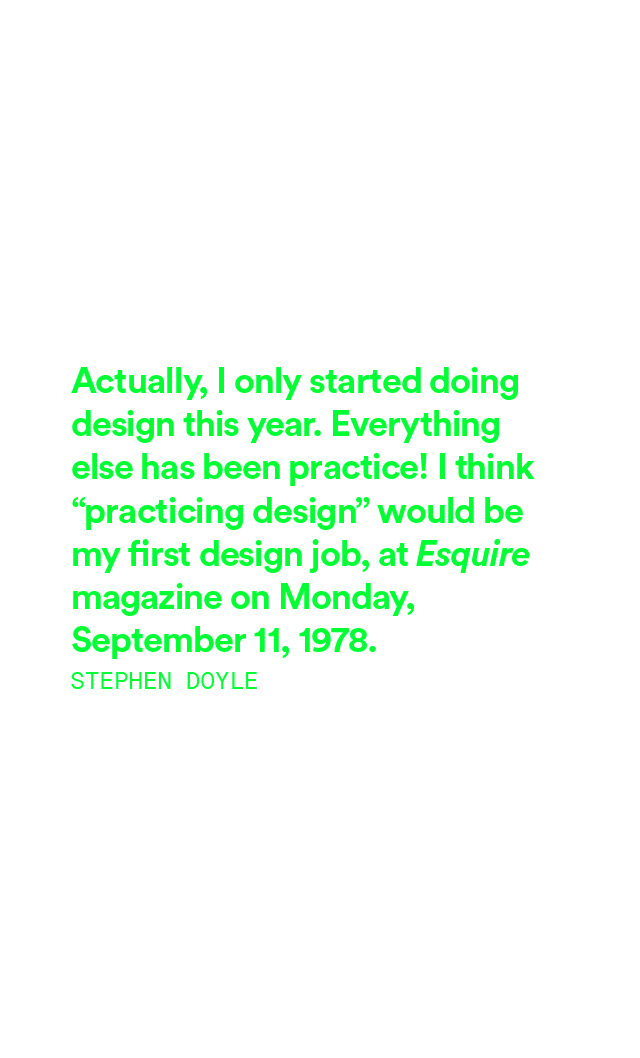 Actually, I only started doing
design this year. Everything
else has been practice! I think
“practicing design” would be
my first design job, at Esquire
magazine on Monday,
September 11, 1978.
STEPHEN DOYLE